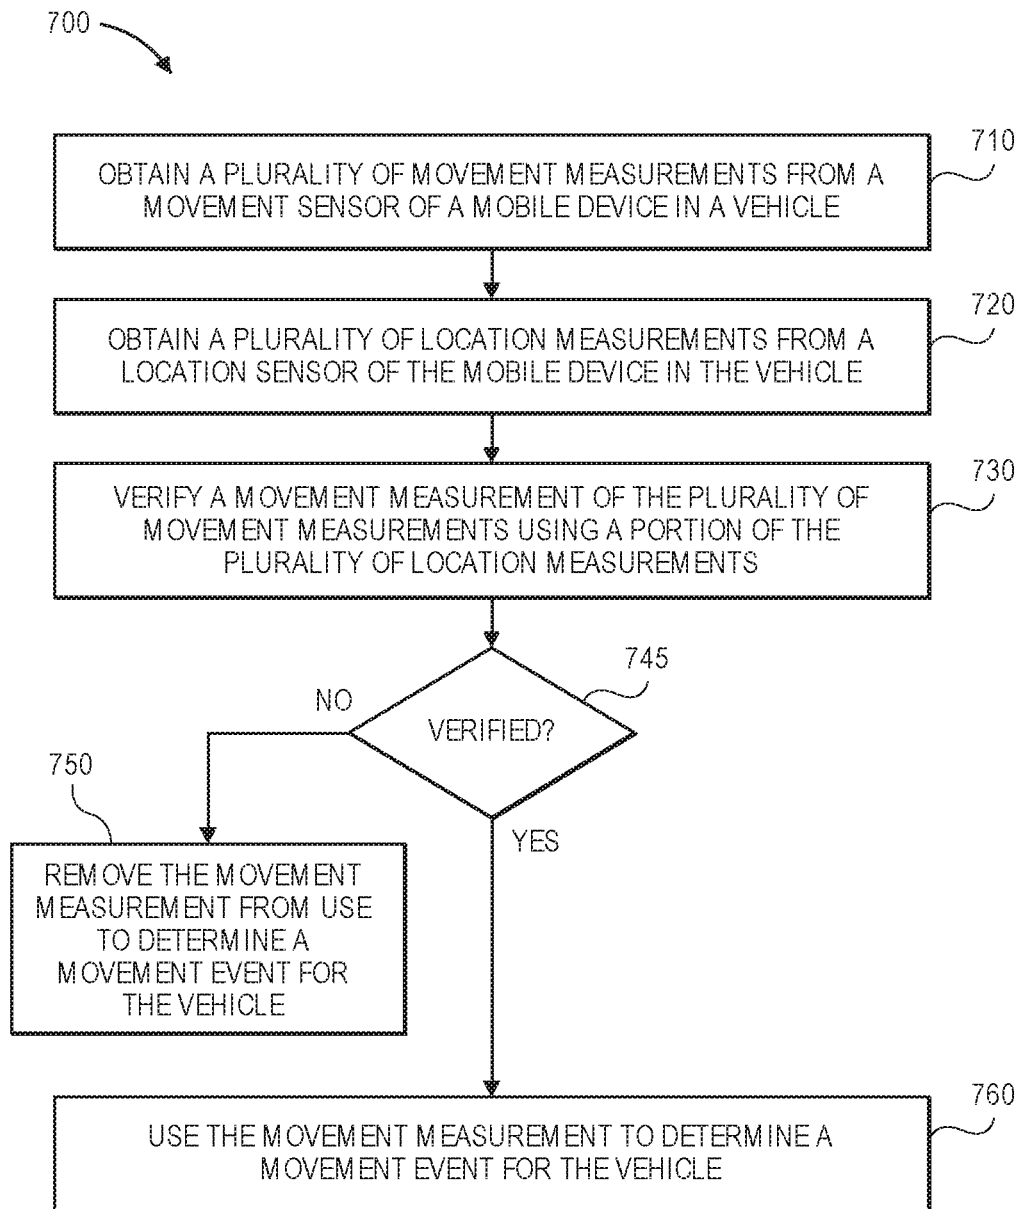 700
710
OBTAIN A PLURALITY OF MOVEMENT MEASUREMENTS FROM A
MOVEMENT SENSOR OF A MOBILE DEVICE IN A VEHICLE
720
OBTAIN A PLURALITY OF LOCATION MEASUREMENTS FROM A
LOCATION SENSOR OF THE MOBILE DEVICE IN THE VEHICLE
730
VERIFY A MOVEMENT MEASUREMENT OF THE PLURALITY OF
MOVEMENT MEASUREMENTS USING A PORTION OF THE
PLURALITY OF LOCATION MEASUREMENTS
745
NO
VERIFIED?
750
YES
REMOVE THE MOVEMENT
MEASUREMENT FROM USE
TO DETERMINE A
MOVEMENT EVENT FOR
THE VEHICLE
760
USE THE MOVEMENT MEASUREMENT TO DETERMINE A
MOVEMENT EVENT FOR THE VEHICLE